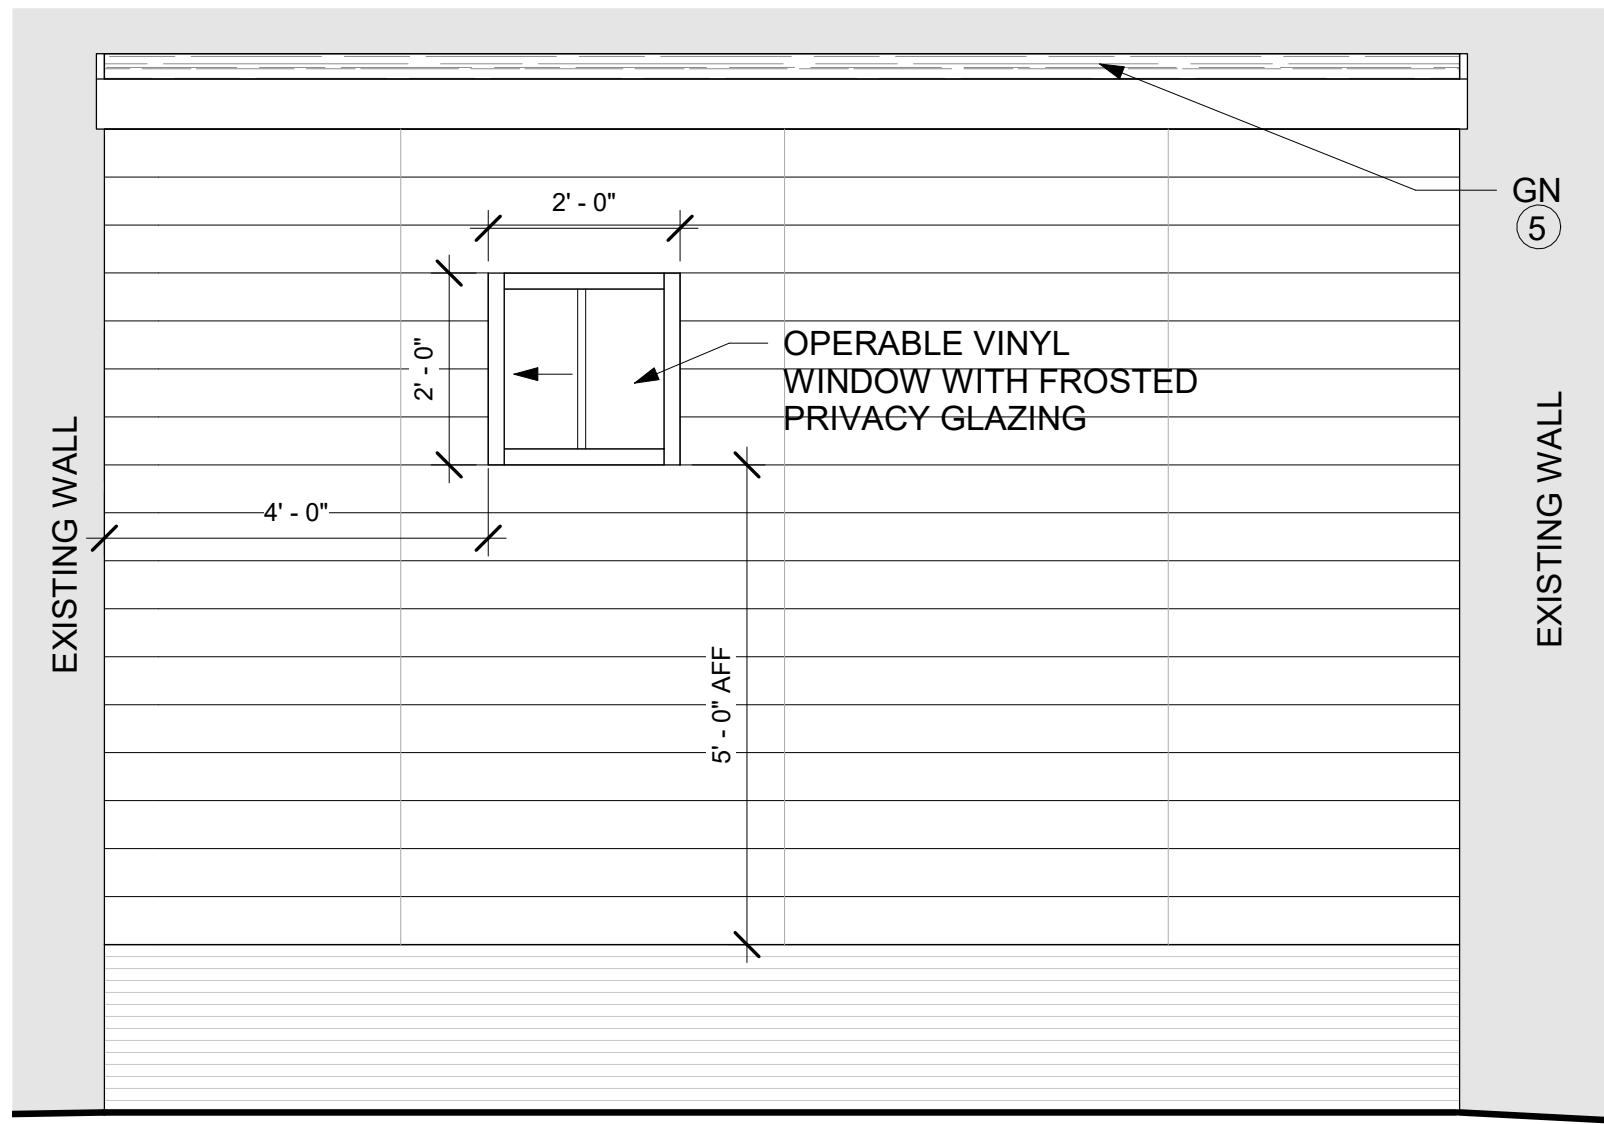 GN
5
2' - 0"
2' - 0"
OPERABLE VINYL
WINDOW WITH FROSTED
PRIVACY GLAZING
EXISTING WALL
4' - 0"
5' - 0" AFF
EXISTING WALL